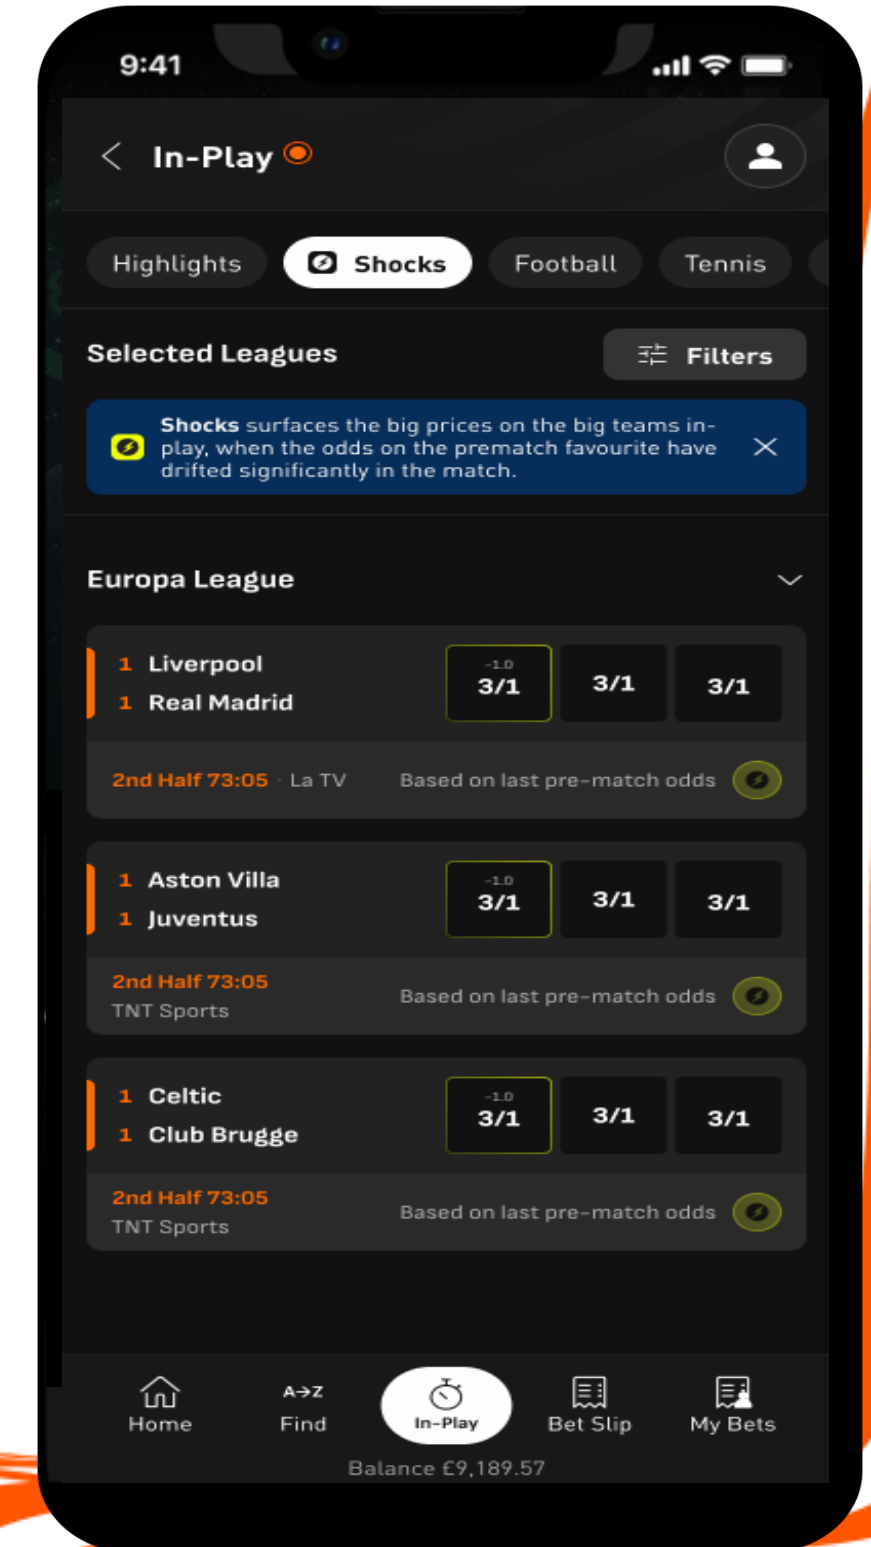 9:41
In-Play
Highlights Shocks Football Tennis
Selected Leagues Filters
Shocks surfaces the big prices on the big teams in-
play, when the odds on the prematch favourite have
drifted significantly in the match.
Europa League
1 Liverpool
1 Real Madrid
-1.0
3/1 3/1 3/1
2nd Half 73:05 · La TV Based on last pre-match odds
1 Aston Villa
1 Juventus
-1.0
3/1 3/1 3/1
2nd Half 73:05
TNT Sports
Based on last pre-match odds
1 Celtic
1 Club Brugge
-1.0
3/1 3/1 3/1
2nd Half 73:05
TNT Sports
Based on last pre-match odds
Home
A→Z
Find
In-Play
Bet Slip
My Bets
Balance £9,189.57